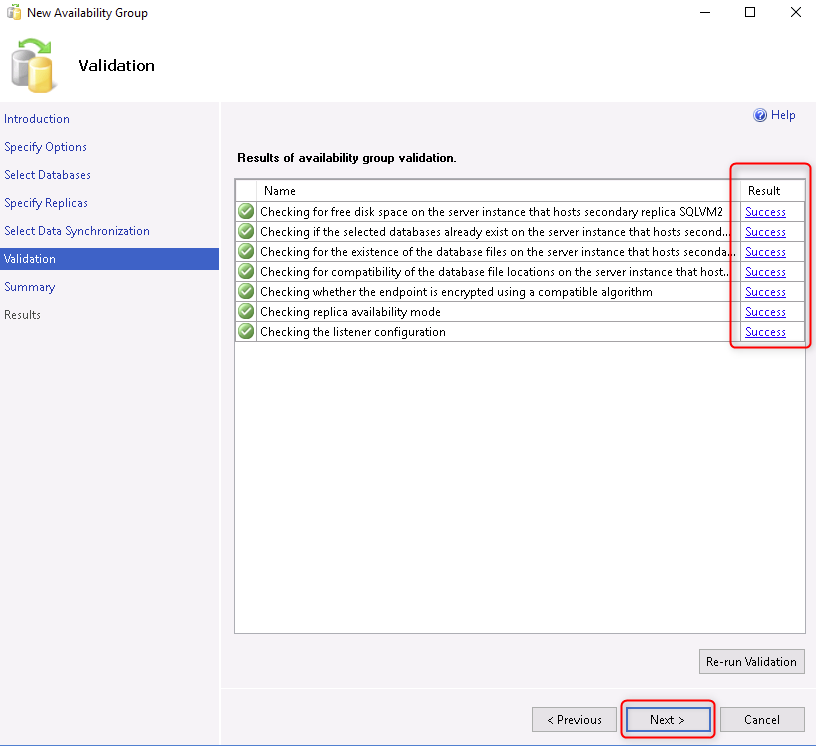 New Availability Group
Validation
Introduction
Specify Options
Select Databases
Specify Replicas
Select Data Synchronization
Validation
Summary
Results
Help
Results of availability group validation.
Name Result
Checking for free disk space on the server instance that hosts secondary replica SQLVM2 Success
Checking if the selected databases already exist on the server instance that hosts second... Success
Checking for the existence of the database files on the server instance that hosts seconda... Success
Checking for compatibility of the database file locations on the server instance that host... Success
Checking whether the endpoint is encrypted using a compatible algorithm Success
Checking replica availability mode Success
Checking the listener configuration Success
Re-run Validation
< Previous Next > Cancel